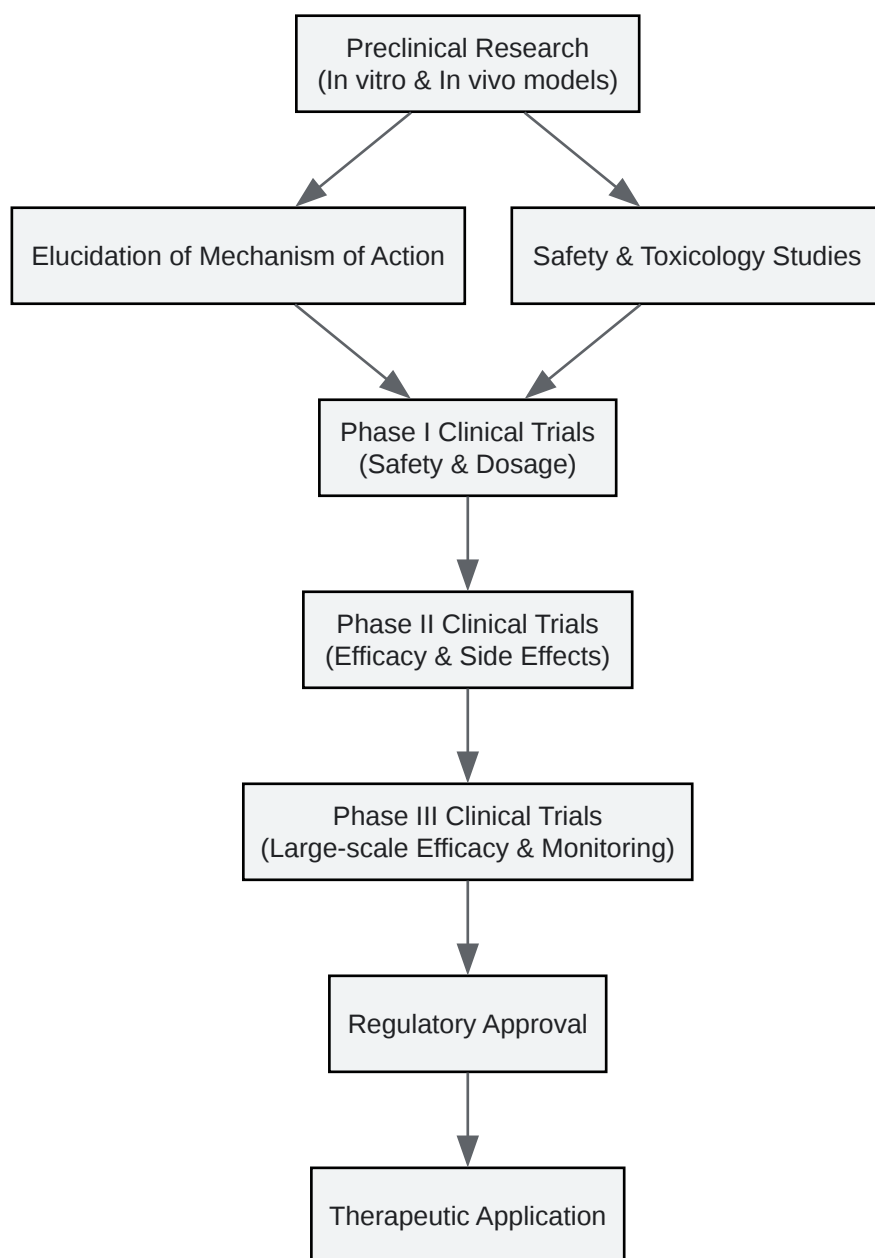 Preclinical Research
(In vitro & In vivo models)
Elucidation of Mechanism of Action
Safety & Toxicology Studies
Phase I Clinical Trials
(Safety & Dosage)
Phase II Clinical Trials
(Efficacy & Side Effects)
Phase III Clinical Trials
(Large-scale Efficacy & Monitoring)
Regulatory Approval
Therapeutic Application